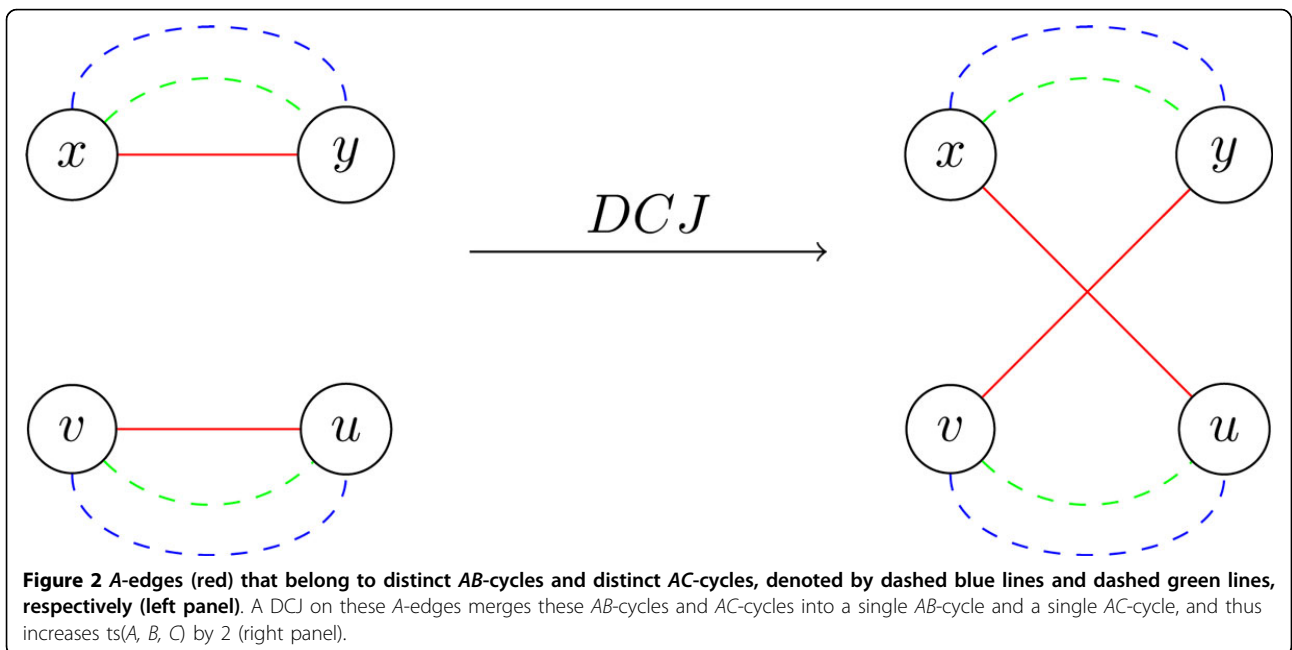 x y x y
DCJ
v u v u
Figure 2 A-edges (red) that belong to distinct AB-cycles and distinct AC-cycles, denoted by dashed blue lines and dashed green lines,
respectively (left panel). A DCJ on these A-edges merges these AB-cycles and AC-cycles into a single AB-cycle and a single AC-cycle, and thus
increases ts(A, B, C) by 2 (right panel).